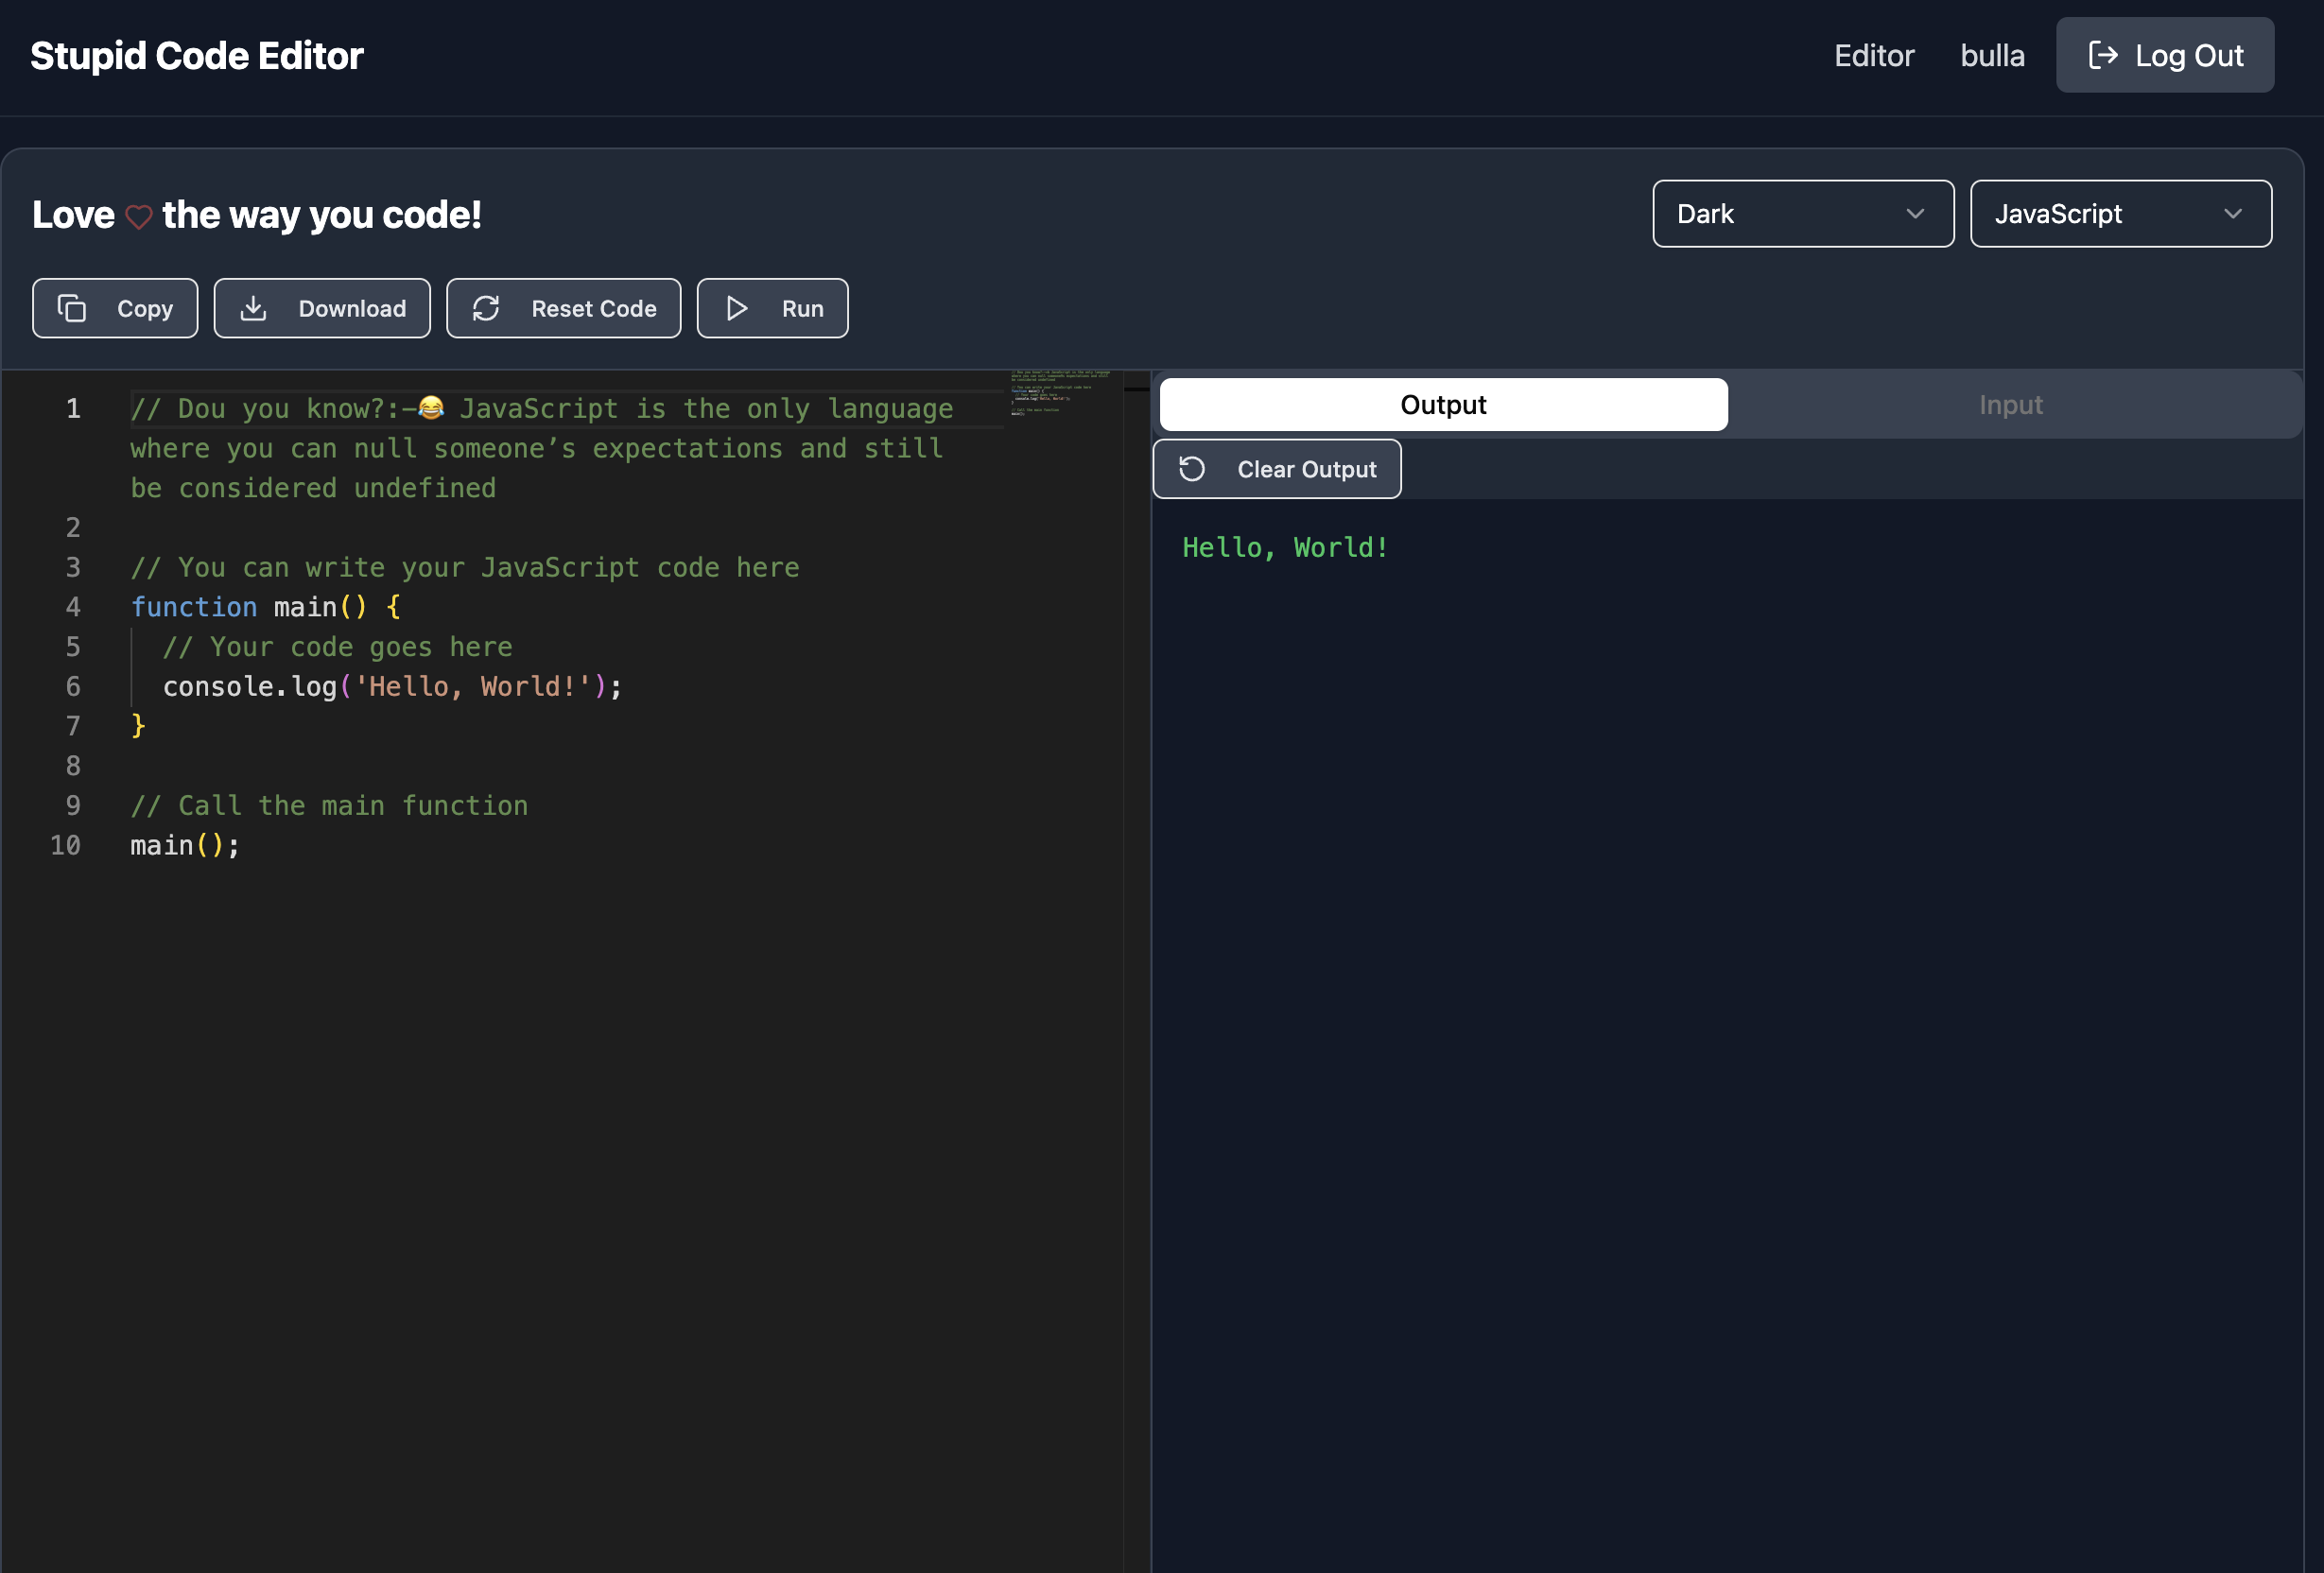 Stupid Code Editor
Editor
bulla
Log Out
Love the way you code!
Dark
JavaScript
Copy
Download
Reset Code
Run
1 // Dou you know?:-😂 JavaScript is the only language
where you can null someone’s expectations and still
be considered undefined
2
3 // You can write your JavaScript code here
4 function main() {
5 // Your code goes here
6 console.log('Hello, World!');
7 }
8
9 // Call the main function
10 main();
Output
Input
Clear Output
Hello, World!